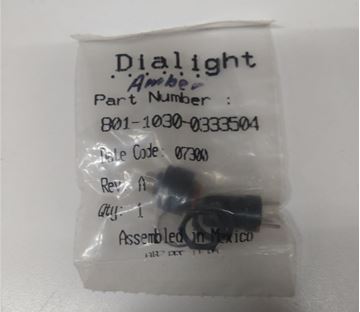 Dialight
Amber
Part Number :
801-1030-0333504
Date Code: 07300
Rev: A
Qty: 1
Assembled in Mexico